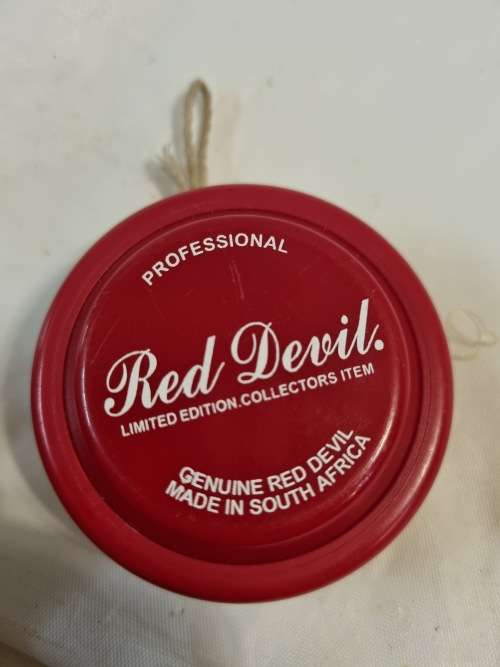 PROFESSIONAL
Red Devil.
LIMITED EDITION.COLLECTORS ITEM
GENUINE RED DEVIL
MADE IN SOUTH AFRICA